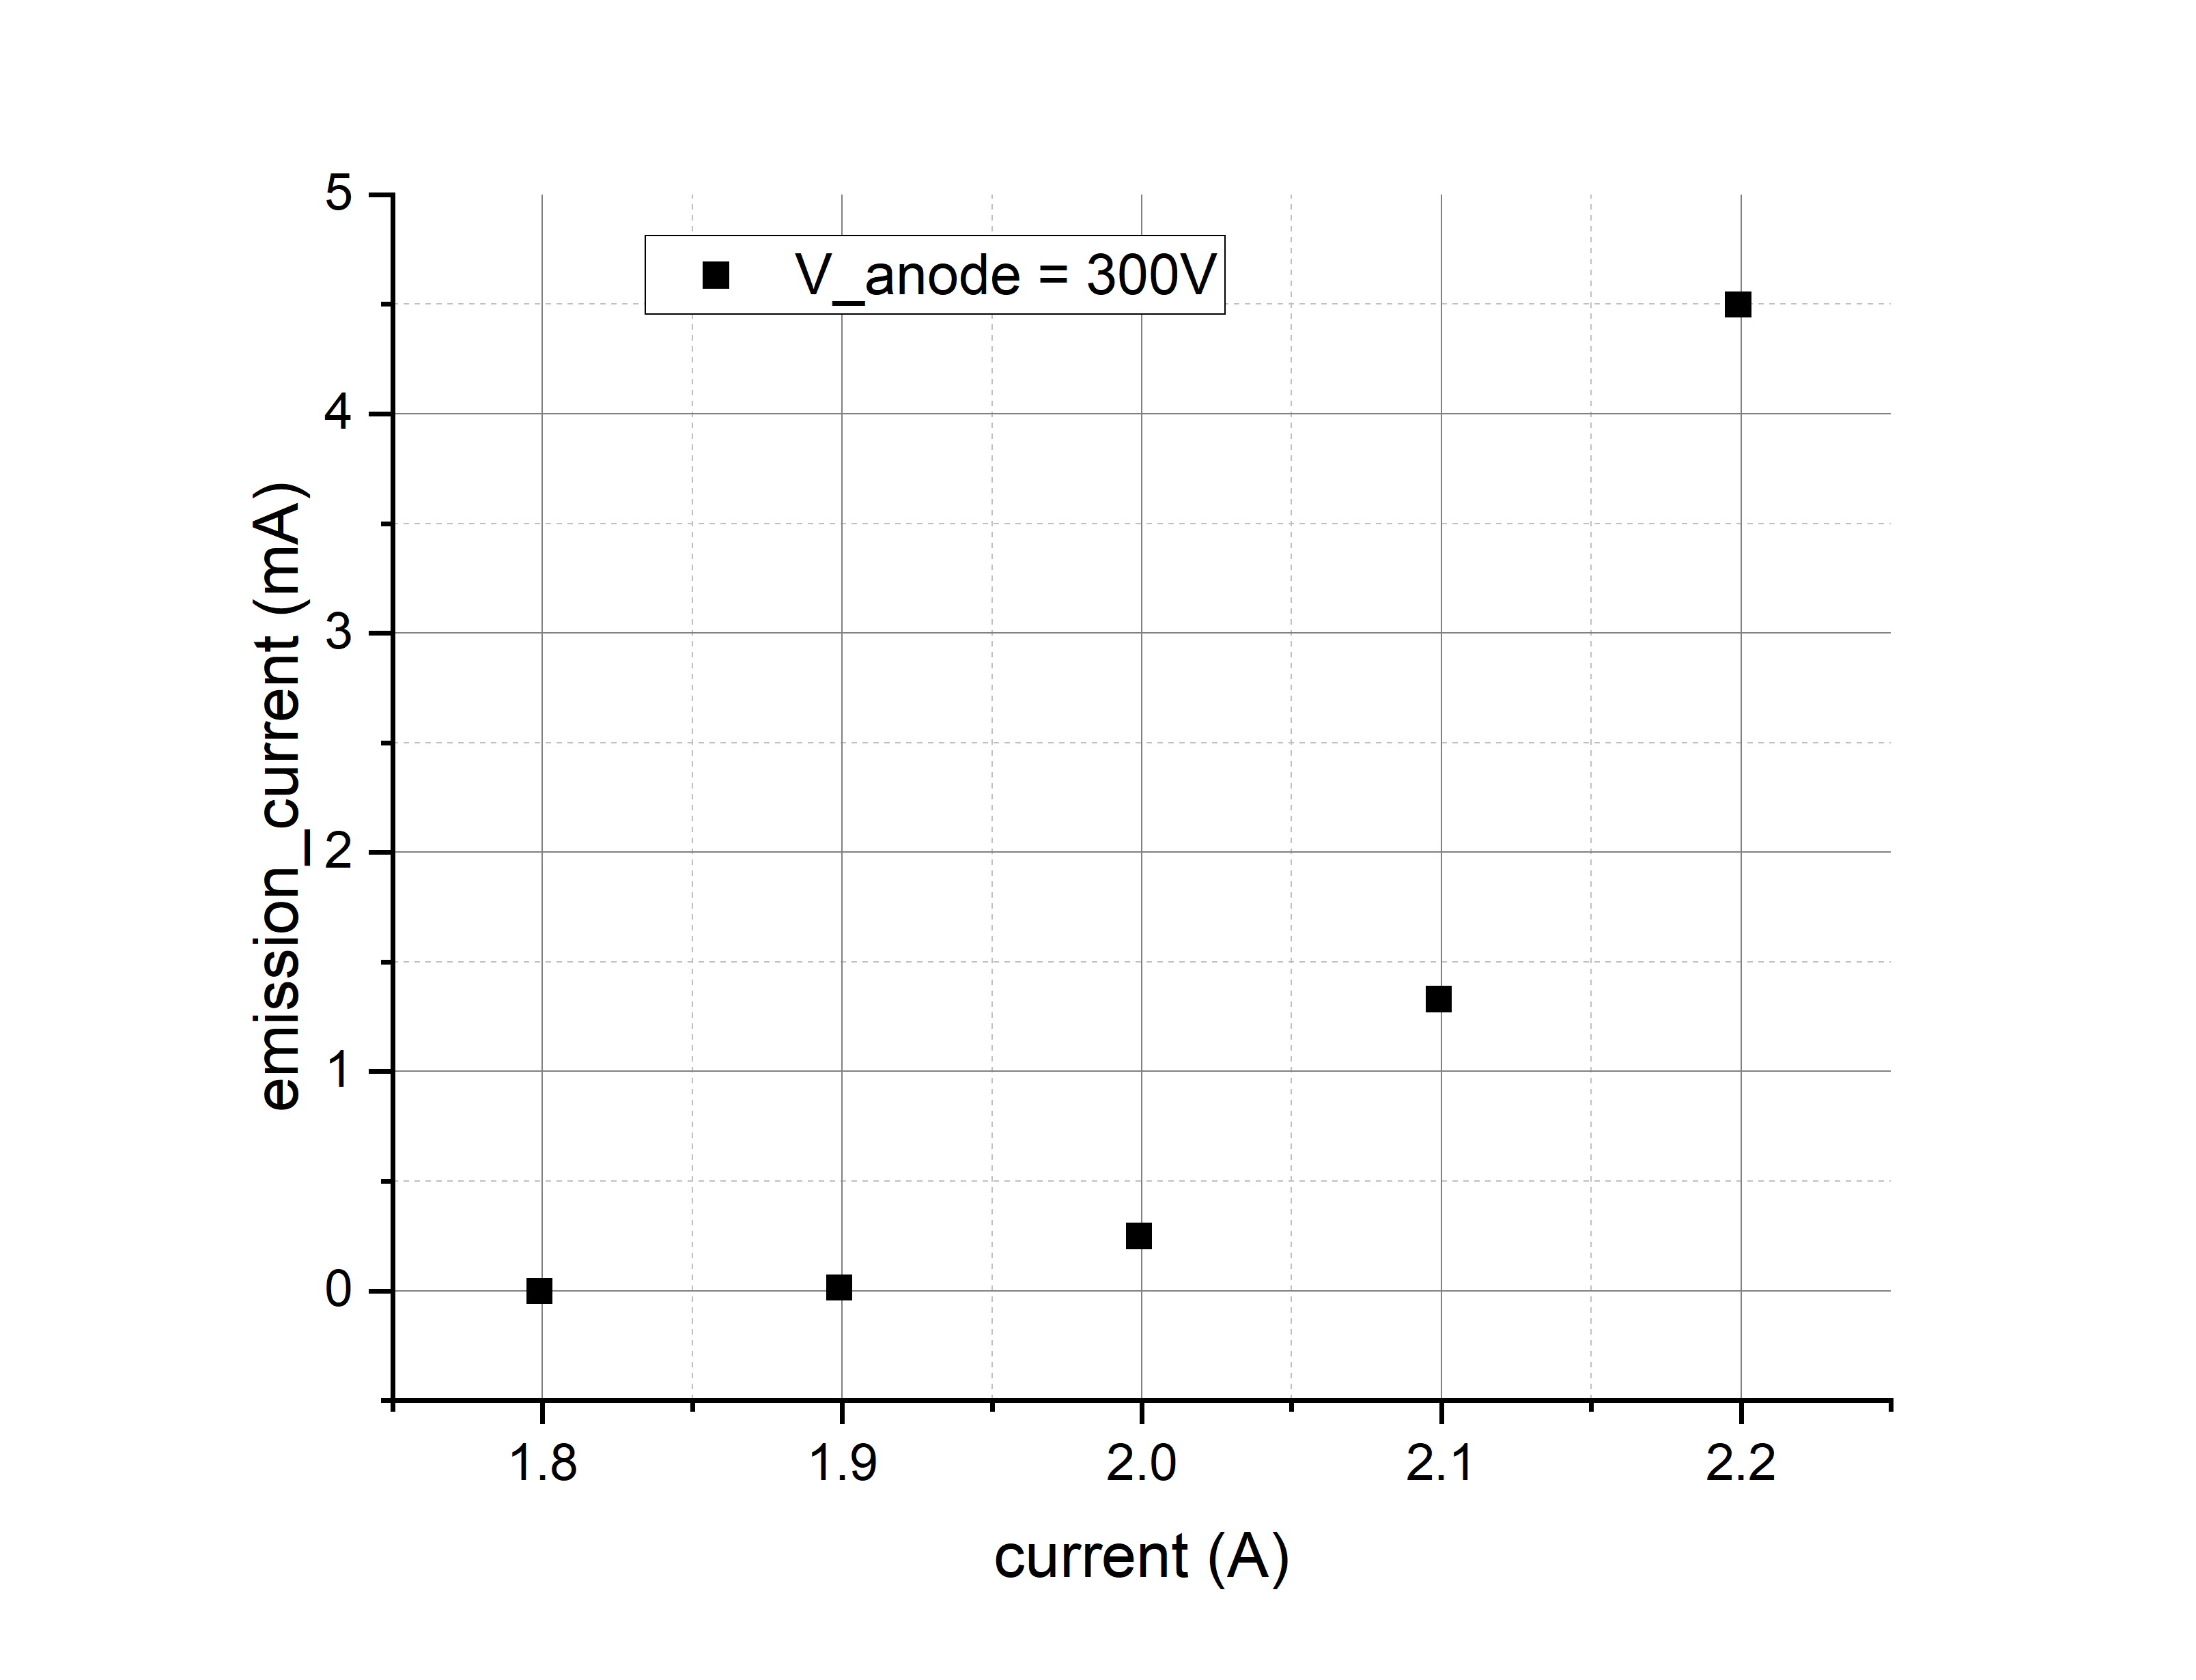 V_anode = 300V
5
4
3
2
1
0
emission_current (mA)
1.8 1.9 2.0 2.1 2.2
current (A)